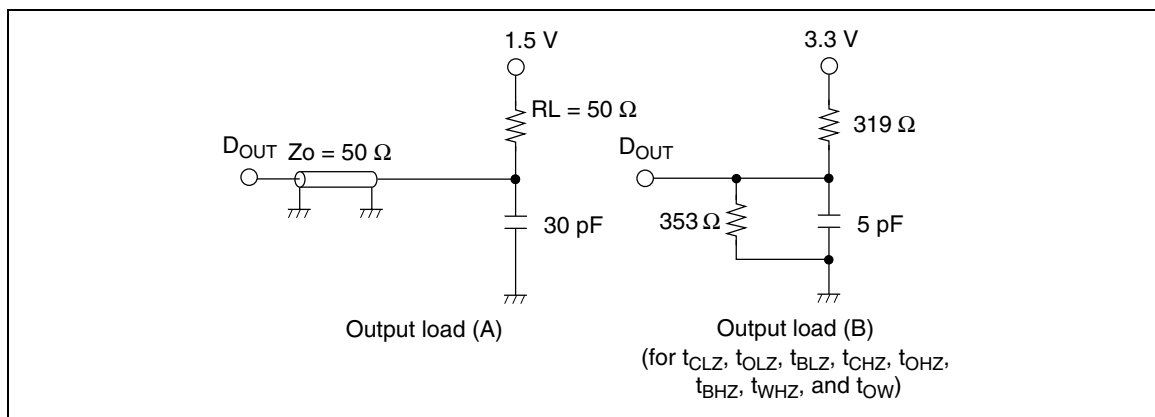 1.5 V
RL = 50 Ω
DOUT
Zo = 50 Ω
30 pF
Output load (A)
3.3 V
319 Ω
DOUT
353 Ω
5 pF
Output load (B)
(for tCLZ, tOLZ, tBLZ, tCHZ, tOHZ,
tBHZ, tWHZ, and tOW)